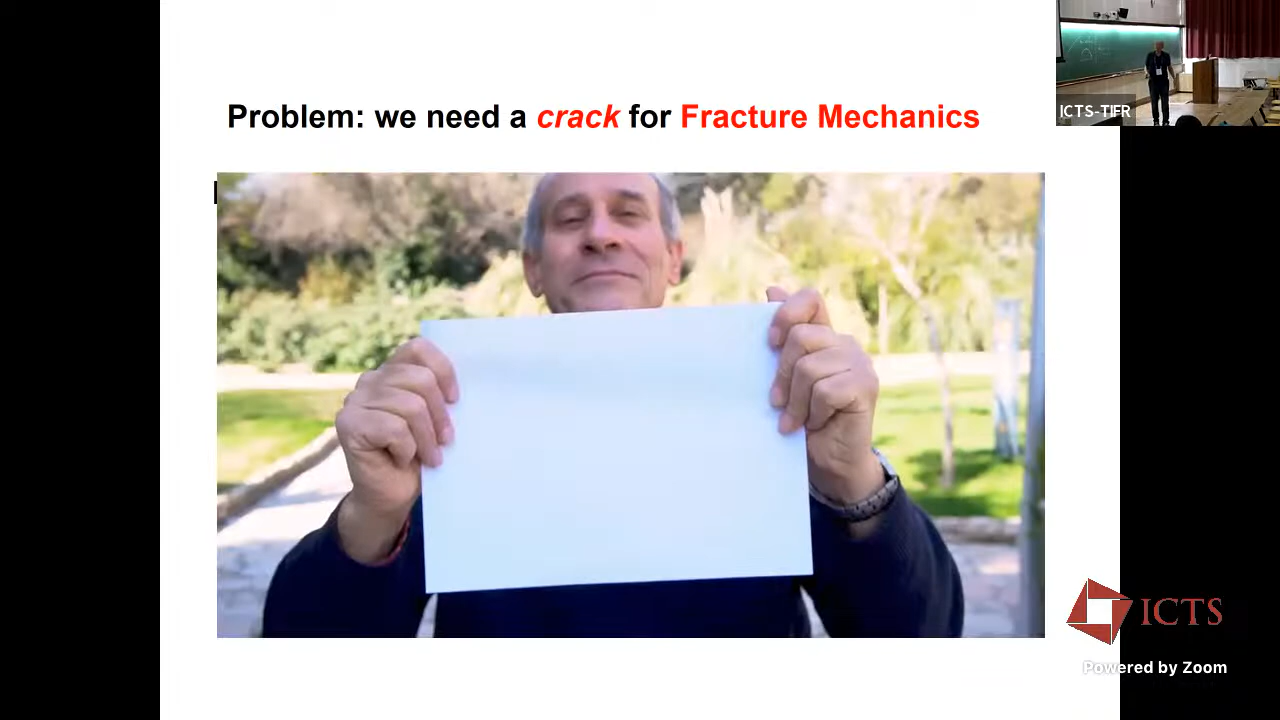 Problem: we need a crack for Fracture Mechanics
ICTS-TIFR
ICTS
Powered by Zoom